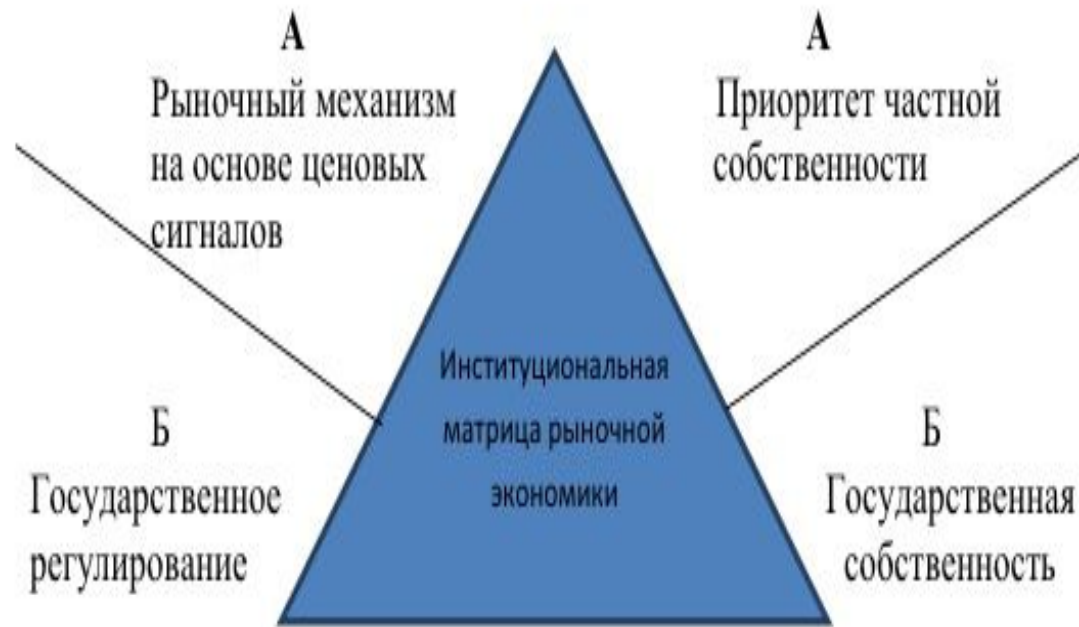 А
Рыночный механизм
на основе ценовых
сигналов
А
Приоритет частной
собственности
Институциональная
матрица рыночной
экономики
Б
Государственное
регулирование
Б
Государственная
собственность